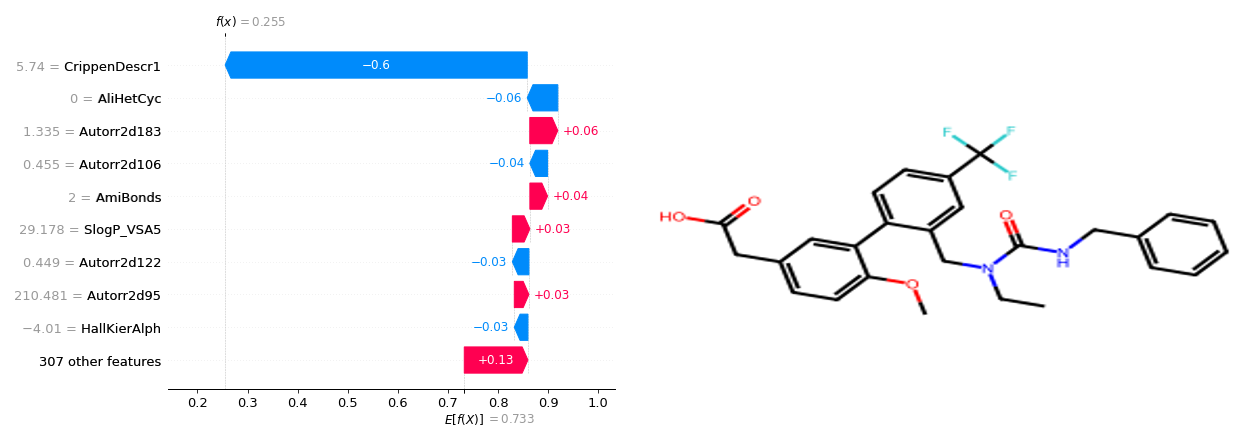 f(x) = 0.255
5.74 = CrippenDescr1
−0.6
0 = AliHetCyc
−0.06
1.335 = Autorr2d183
+0.06
0.455 = Autorr2d106
−0.04
2 = AmiBonds
+0.04
29.178 = SlogP_VSA5
+0.03
0.449 = Autorr2d122
−0.03
210.481 = Autorr2d95
+0.03
−4.01 = HallKierAlph
−0.03
307 other features
+0.13
0.2 0.3 0.4 0.5 0.6 0.7 0.8 0.9 1.0
E[f(X)] = 0.733
F F
F
HO O
O
N N
H
O